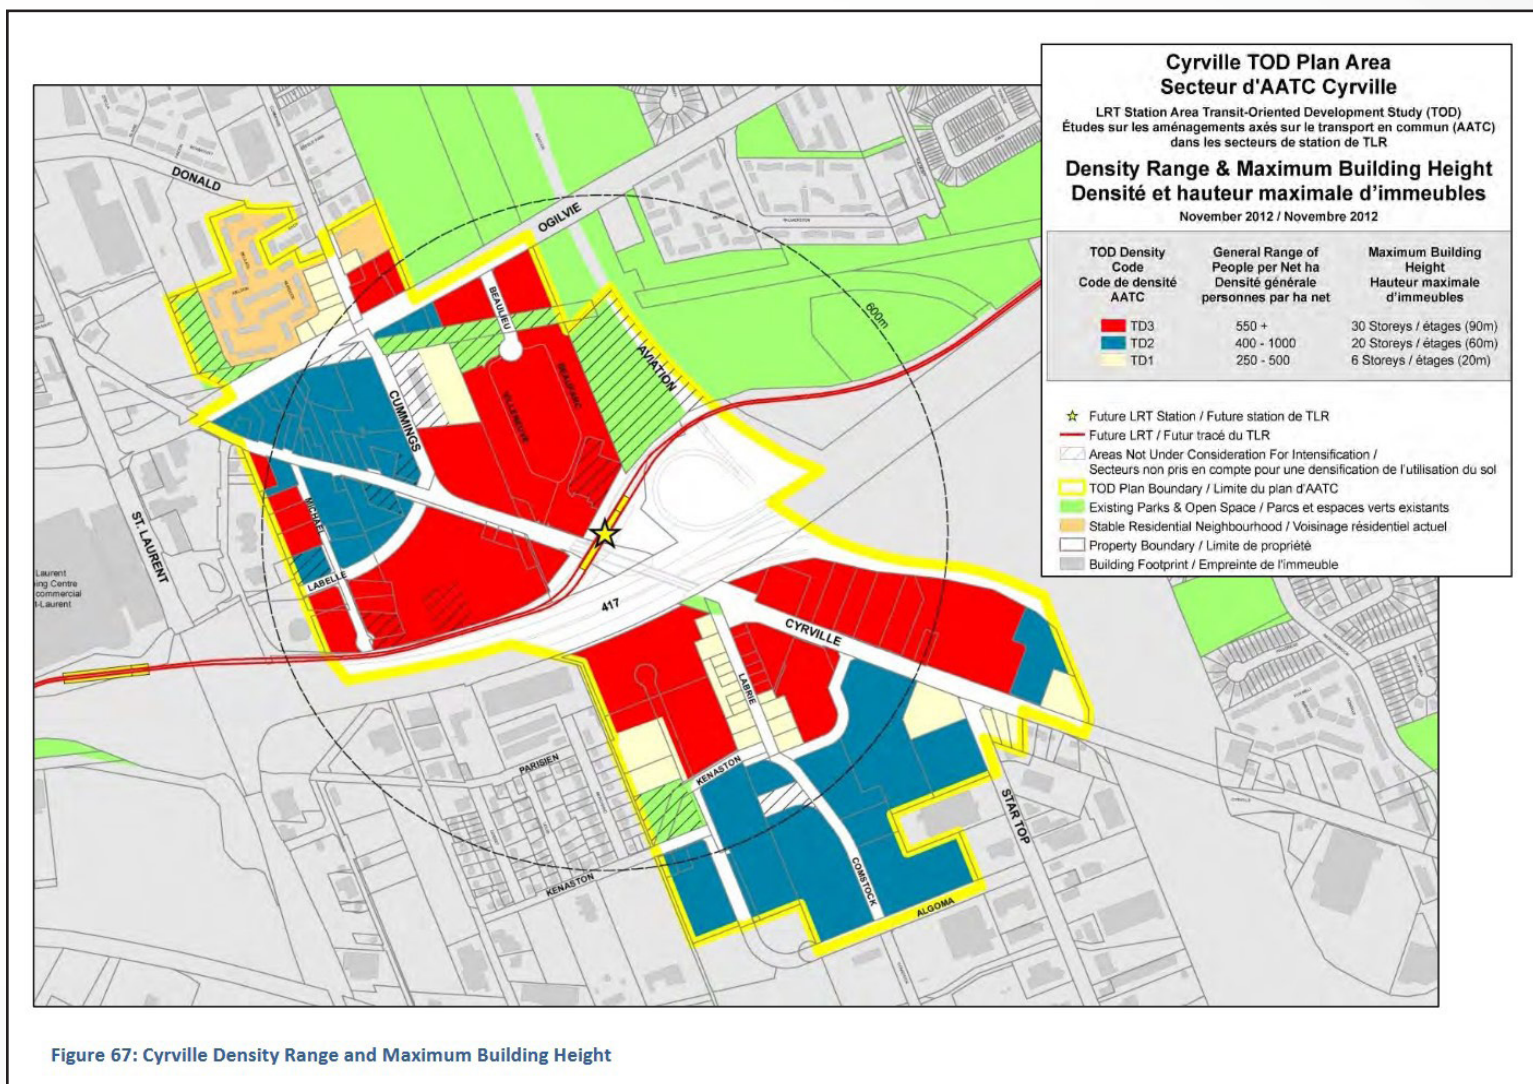 Cyrville TOD Plan Area
Secteur d'AATC Cyrville
LRT Station Area Transit-Oriented Development Study (TOD)
Études sur les aménagements axés sur le transport en commun (AATC)
dans les secteurs de station de TLR
Density Range & Maximum Building Height
Densité et hauteur maximale d'immeubles
November 2012 / Novembre 2012
TOD Density
Code
Code de densité
AATC
General Range of
People per Net ha
Densité générale
personnes par ha net
Maximum Building
Height
Hauteur maximale
d'immeubles
TD3 550 + 30 Storeys / étages (90m)
TD2 400 - 1000 20 Storeys / étages (60m)
TD1 250 - 500 6 Storeys / étages (20m)
Future LRT Station / Future station de TLR
Future LRT / Futur tracé du TLR
Areas Not Under Consideration For Intensification /
Secteurs non pris en compte pour une densification de l'utilisation du sol
TOD Plan Boundary / Limite du plan d'AATC
Existing Parks & Open Space / Parcs et espaces verts existants
Stable Residential Neighbourhood / Voisinage résidentiel actuel
Property Boundary / Limite de propriété
Building Footprint / Empreinte de l'immeuble
DONALD
OGILVIE
BEAULIEU
600m
AVIATION
BEAUPARC
VILLENEUVE
CUMMINGS
MICHAEL
ST. LAURENT
LABELLE
Laurent
ing Centre
commercial
t-Laurent
417
CYRVILLE
LABRIE
PARISIEN
KENASTON
STAR TOP
COMSTOCK
KENASTON
ALGOMA
Figure 67: Cyrville Density Range and Maximum Building Height